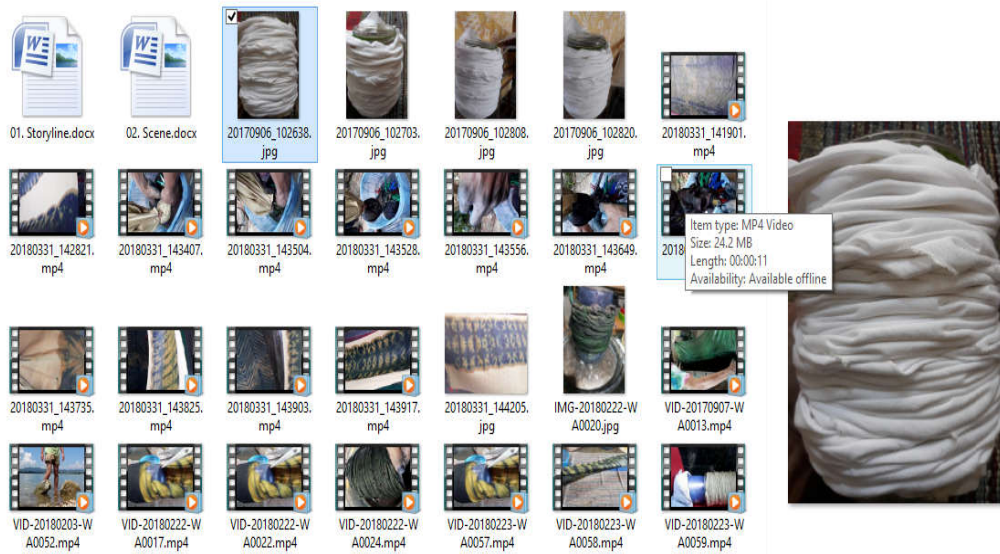 01. Storyline.docx
02. Scene.docx
20170906_102638.
jpg
20170906_102703.
jpg
20170906_102808.
jpg
20170906_102820.
jpg
20180331_141901.
mp4
20180331_142821.
mp4
20180331_143407.
mp4
20180331_143504.
mp4
20180331_143528.
mp4
20180331_143556.
mp4
20180331_143649.
mp4
2018
Item type: MP4 Video
Size: 24.2 MB
Length: 00:00:11
Availability: Available offline
20180331_143735.
mp4
20180331_143825.
mp4
20180331_143903.
mp4
20180331_143917.
mp4
20180331_144205.
jpg
IMG-20180222-W
A0020.jpg
VID-20170907-W
A0013.mp4
VID-20180203-W
A0052.mp4
VID-20180222-W
A0017.mp4
VID-20180222-W
A0022.mp4
VID-20180222-W
A0024.mp4
VID-20180223-W
A0057.mp4
VID-20180223-W
A0058.mp4
VID-20180223-W
A0059.mp4